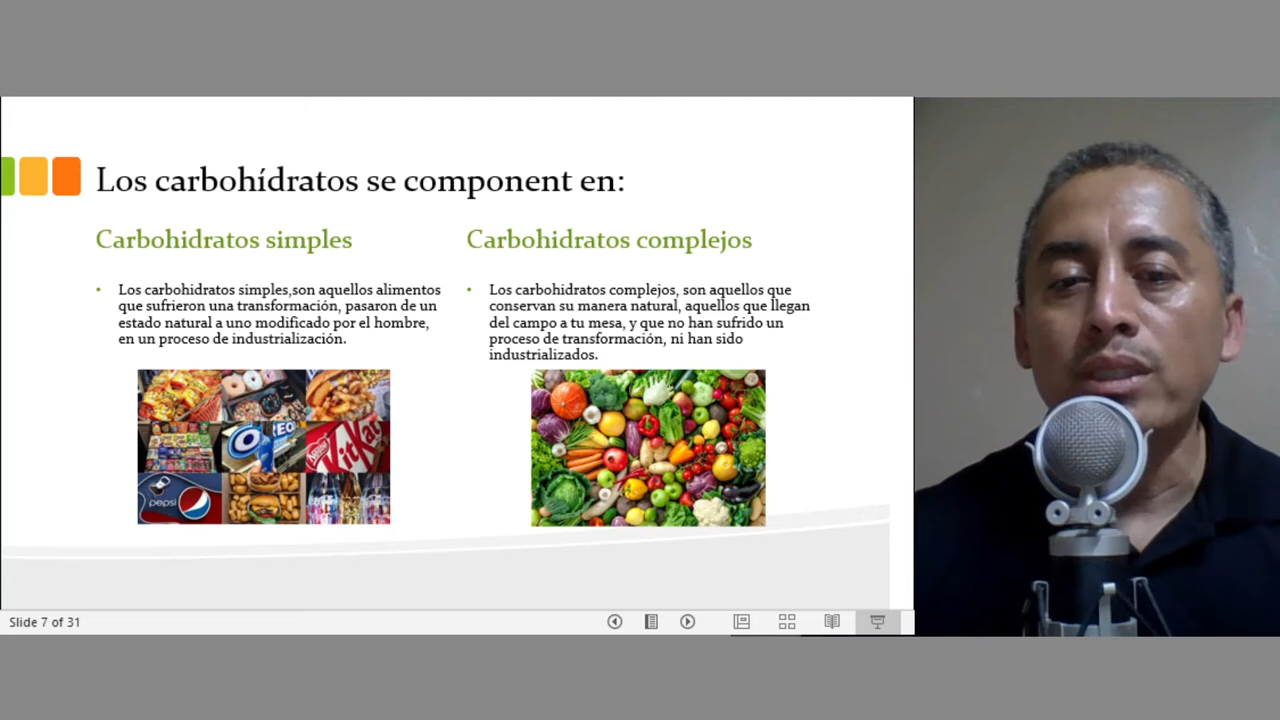 Los carbohídratos se component en:
Carbohidratos simples
• Los carbohidratos simples,son aquellos alimentos
que sufrieron una transformación, pasaron de un
estado natural a uno modificado por el hombre,
en un proceso de industrialización.
Carbohidratos complejos
• Los carbohidratos complejos, son aquellos que
conservan su manera natural, aquellos que llegan
del campo a tu mesa, y que no han sufrido un
proceso de transformación, ni han sido
industrializados.
OREO
Nestle
KitKat
pepsi
Slide 7 of 31